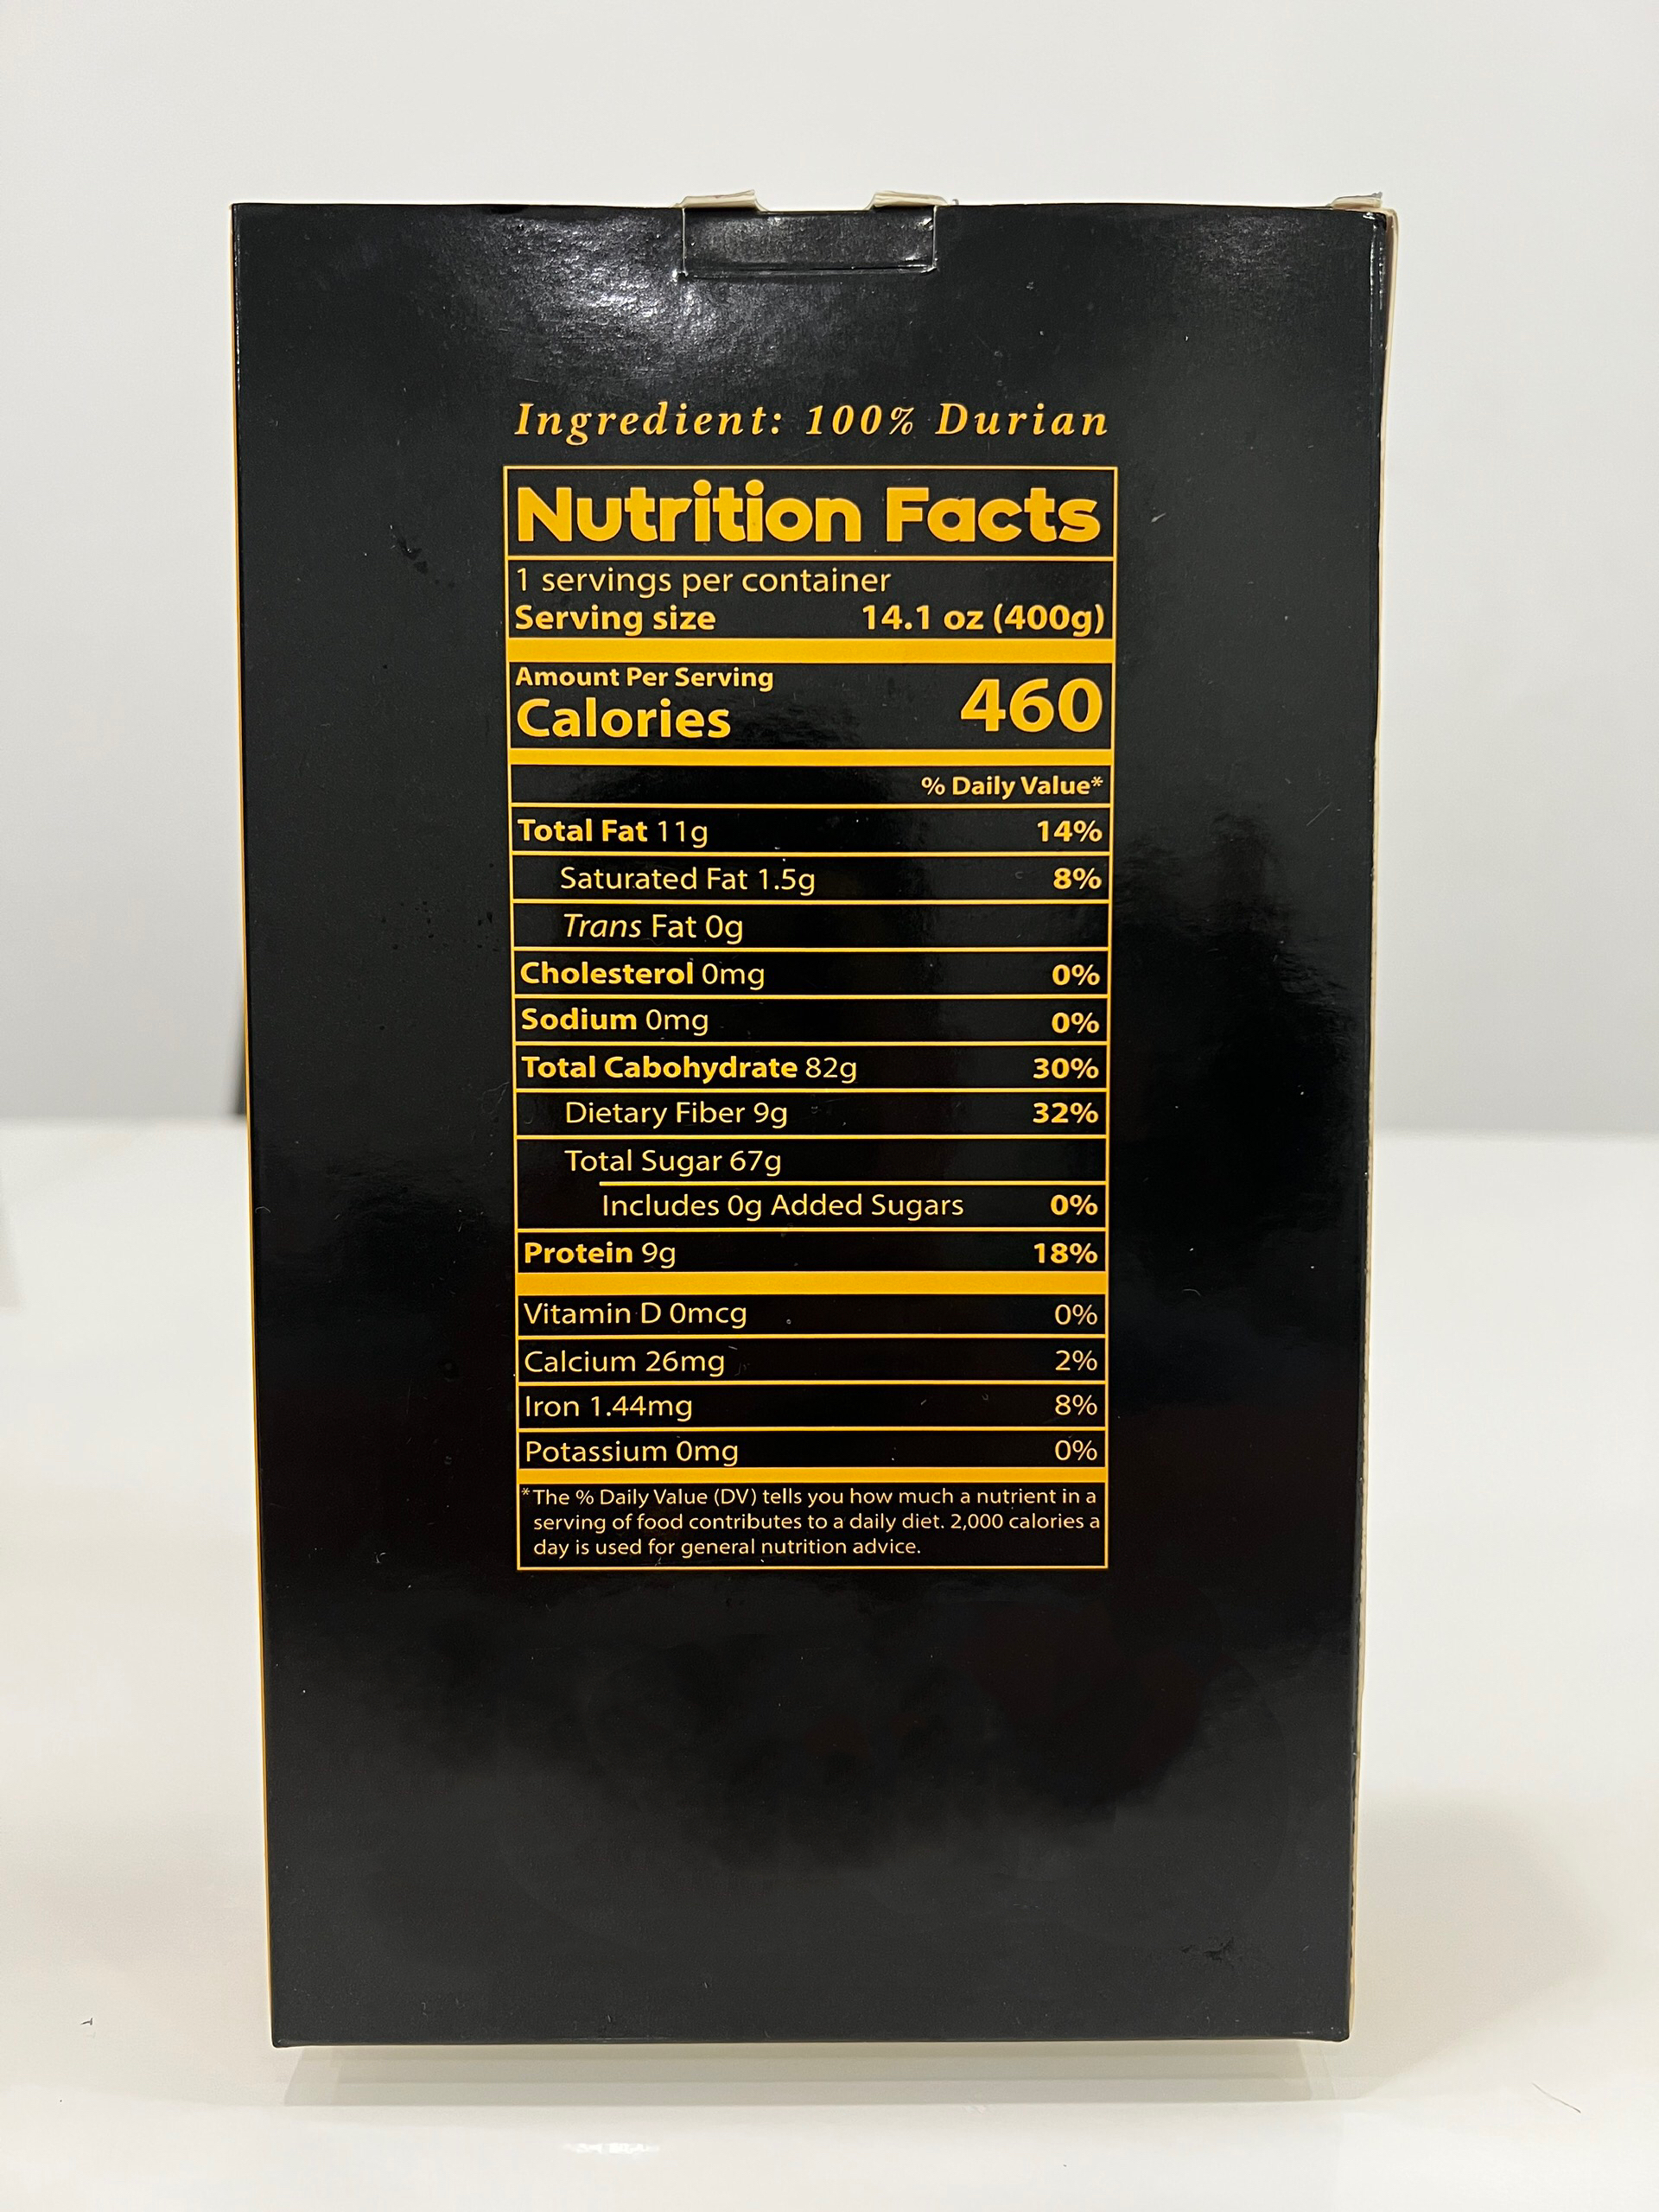 Ingredient: 100% Durian
Nutrition Facts
1 servings per container
Serving size 14.1 oz (400g)
Amount Per Serving
Calories 460
% Daily Value*
Total Fat 11g 14%
Saturated Fat 1.5g 8%
Trans Fat 0g
Cholesterol 0mg 0%
Sodium 0mg 0%
Total Cabohydrate 82g 30%
Dietary Fiber 9g 32%
Total Sugar 67g
Includes 0g Added Sugars 0%
Protein 9g 18%
Vitamin D 0mcg 0%
Calcium 26mg 2%
Iron 1.44mg 8%
Potassium 0mg 0%
*The % Daily Value (DV) tells you how much a nutrient in a
serving of food contributes to a daily diet. 2,000 calories a
day is used for general nutrition advice.